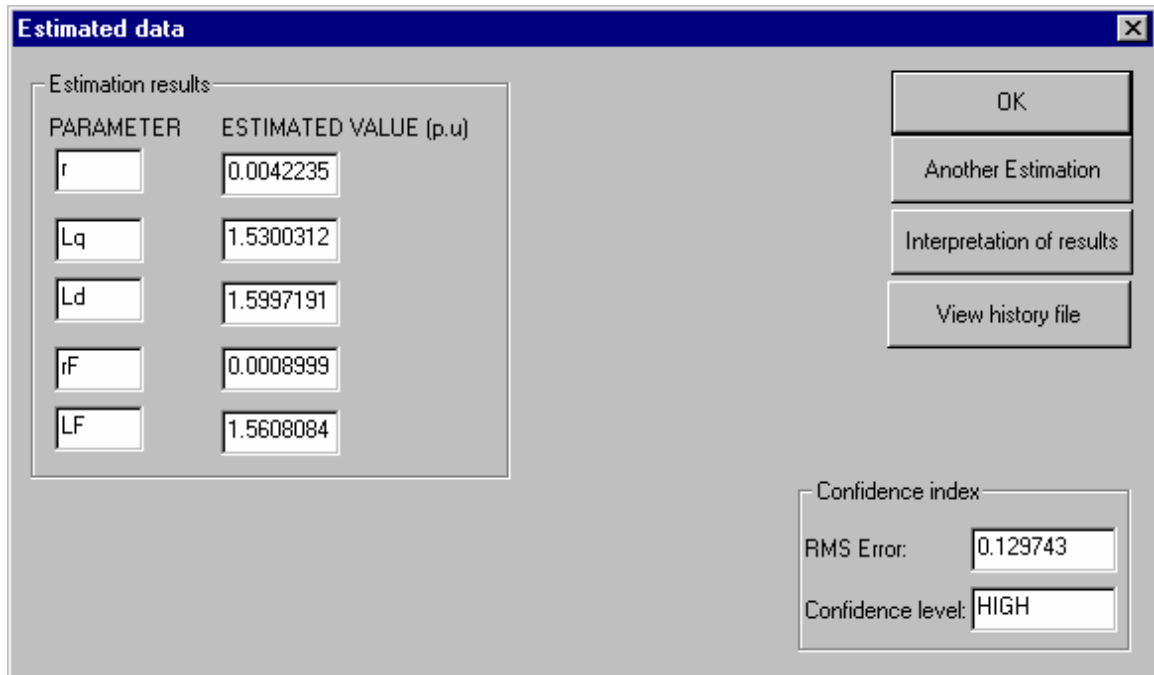 Estimated data
Estimation results
PARAMETER ESTIMATED VALUE (p.u)
r 0.0042235
Lq 1.5300312
Ld 1.5997191
rF 0.0008999
LF 1.5608084
OK
Another Estimation
Interpretation of results
View history file
Confidence index
RMS Error: 0.129743
Confidence level: HIGH